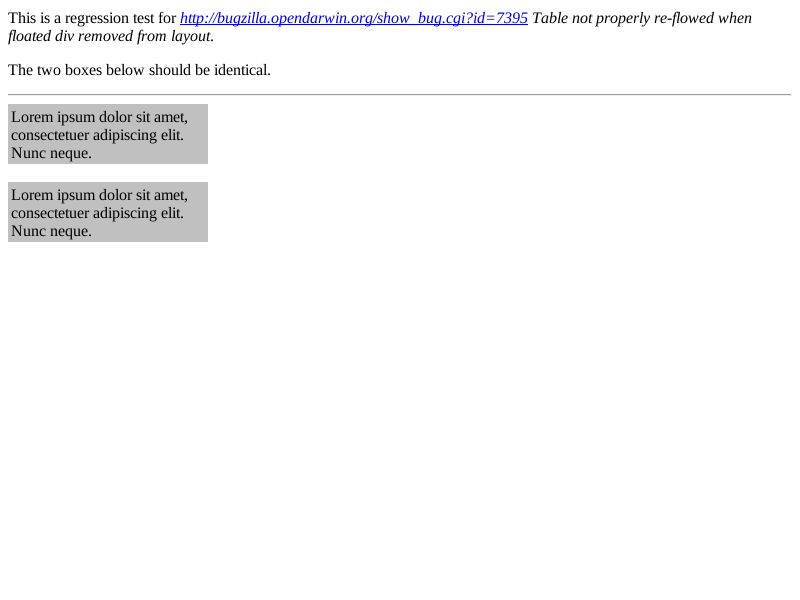 This is a regression test for http://bugzilla.opendarwin.org/show_bug.cgi?id=7395 Table not properly re-flowed when
floated div removed from layout.
The two boxes below should be identical.
Lorem ipsum dolor sit amet,
consectetuer adipiscing elit.
Nunc neque.
Lorem ipsum dolor sit amet,
consectetuer adipiscing elit.
Nunc neque.